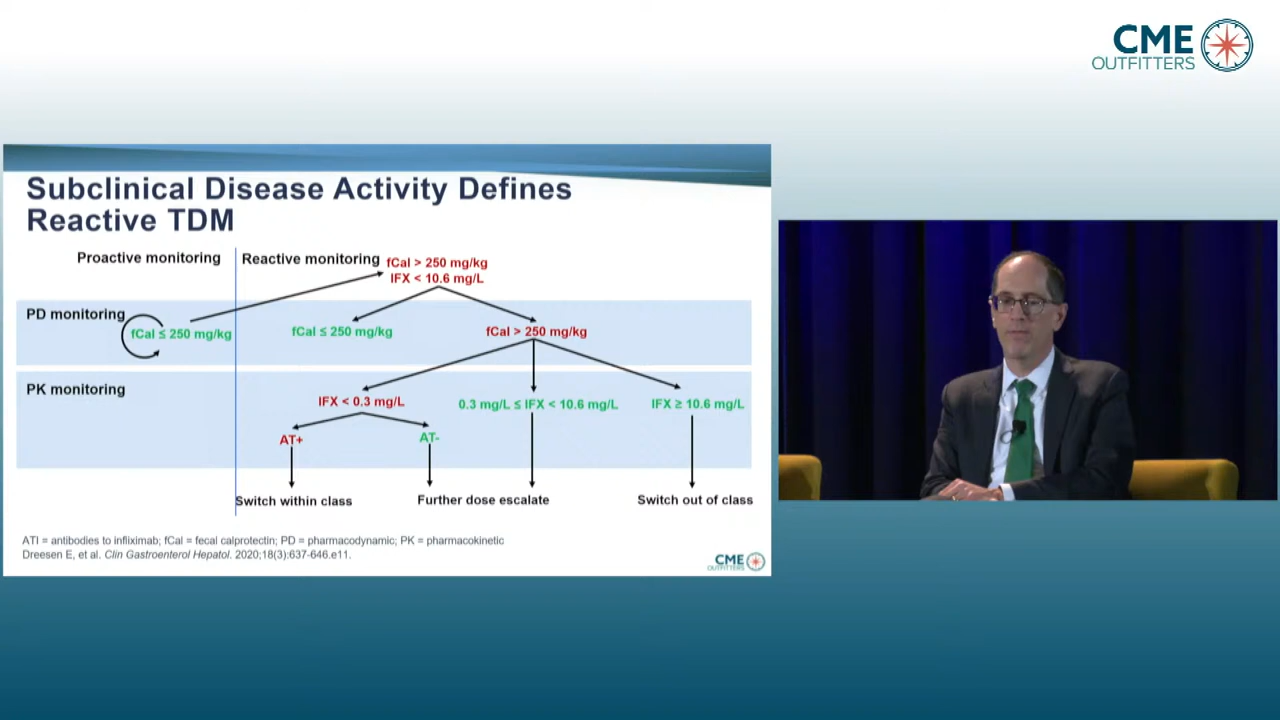 CME
OUTFITTERS
Subclinical Disease Activity Defines
Reactive TDM
Proactive monitoring
Reactive monitoring
fCal > 250 mg/kg
IFX < 10.6 mg/L
PD monitoring
fCal ≤ 250 mg/kg
fCal ≤ 250 mg/kg
fCal > 250 mg/kg
PK monitoring
IFX < 0.3 mg/L
0.3 mg/L ≤ IFX < 10.6 mg/L
IFX ≥ 10.6 mg/L
AT+
AT-
Switch within class
Further dose escalate
Switch out of class
ATI = antibodies to infliximab; fCal = fecal calprotectin; PD = pharmacodynamic; PK = pharmacokinetic
Dreesen E, et al. Clin Gastroenterol Hepatol. 2020;18(3):637-646.e11.
CME
OUTFITTERS